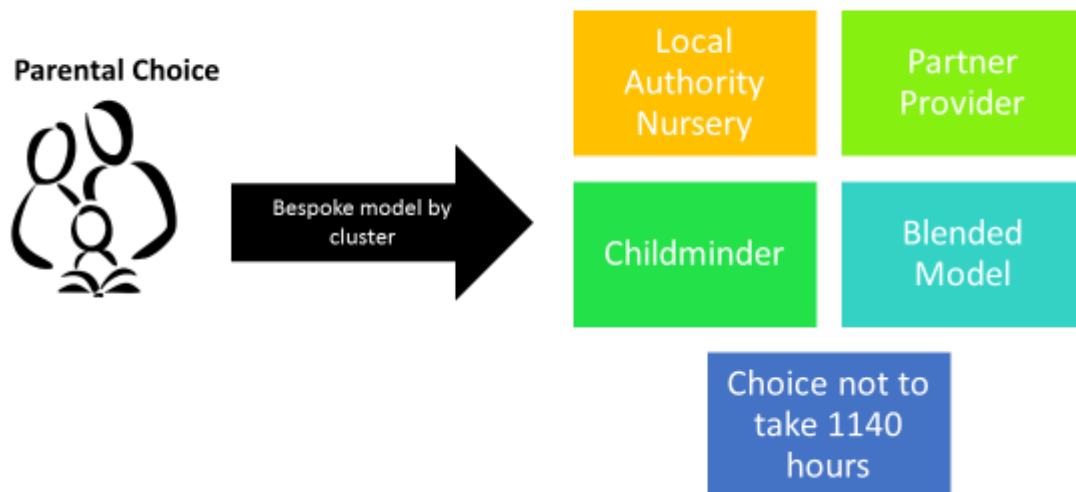 Parental Choice
Bespoke model by
cluster
Local
Authority
Nursery
Partner
Provider
Childminder
Blended
Model
Choice not to
take 1140
hours